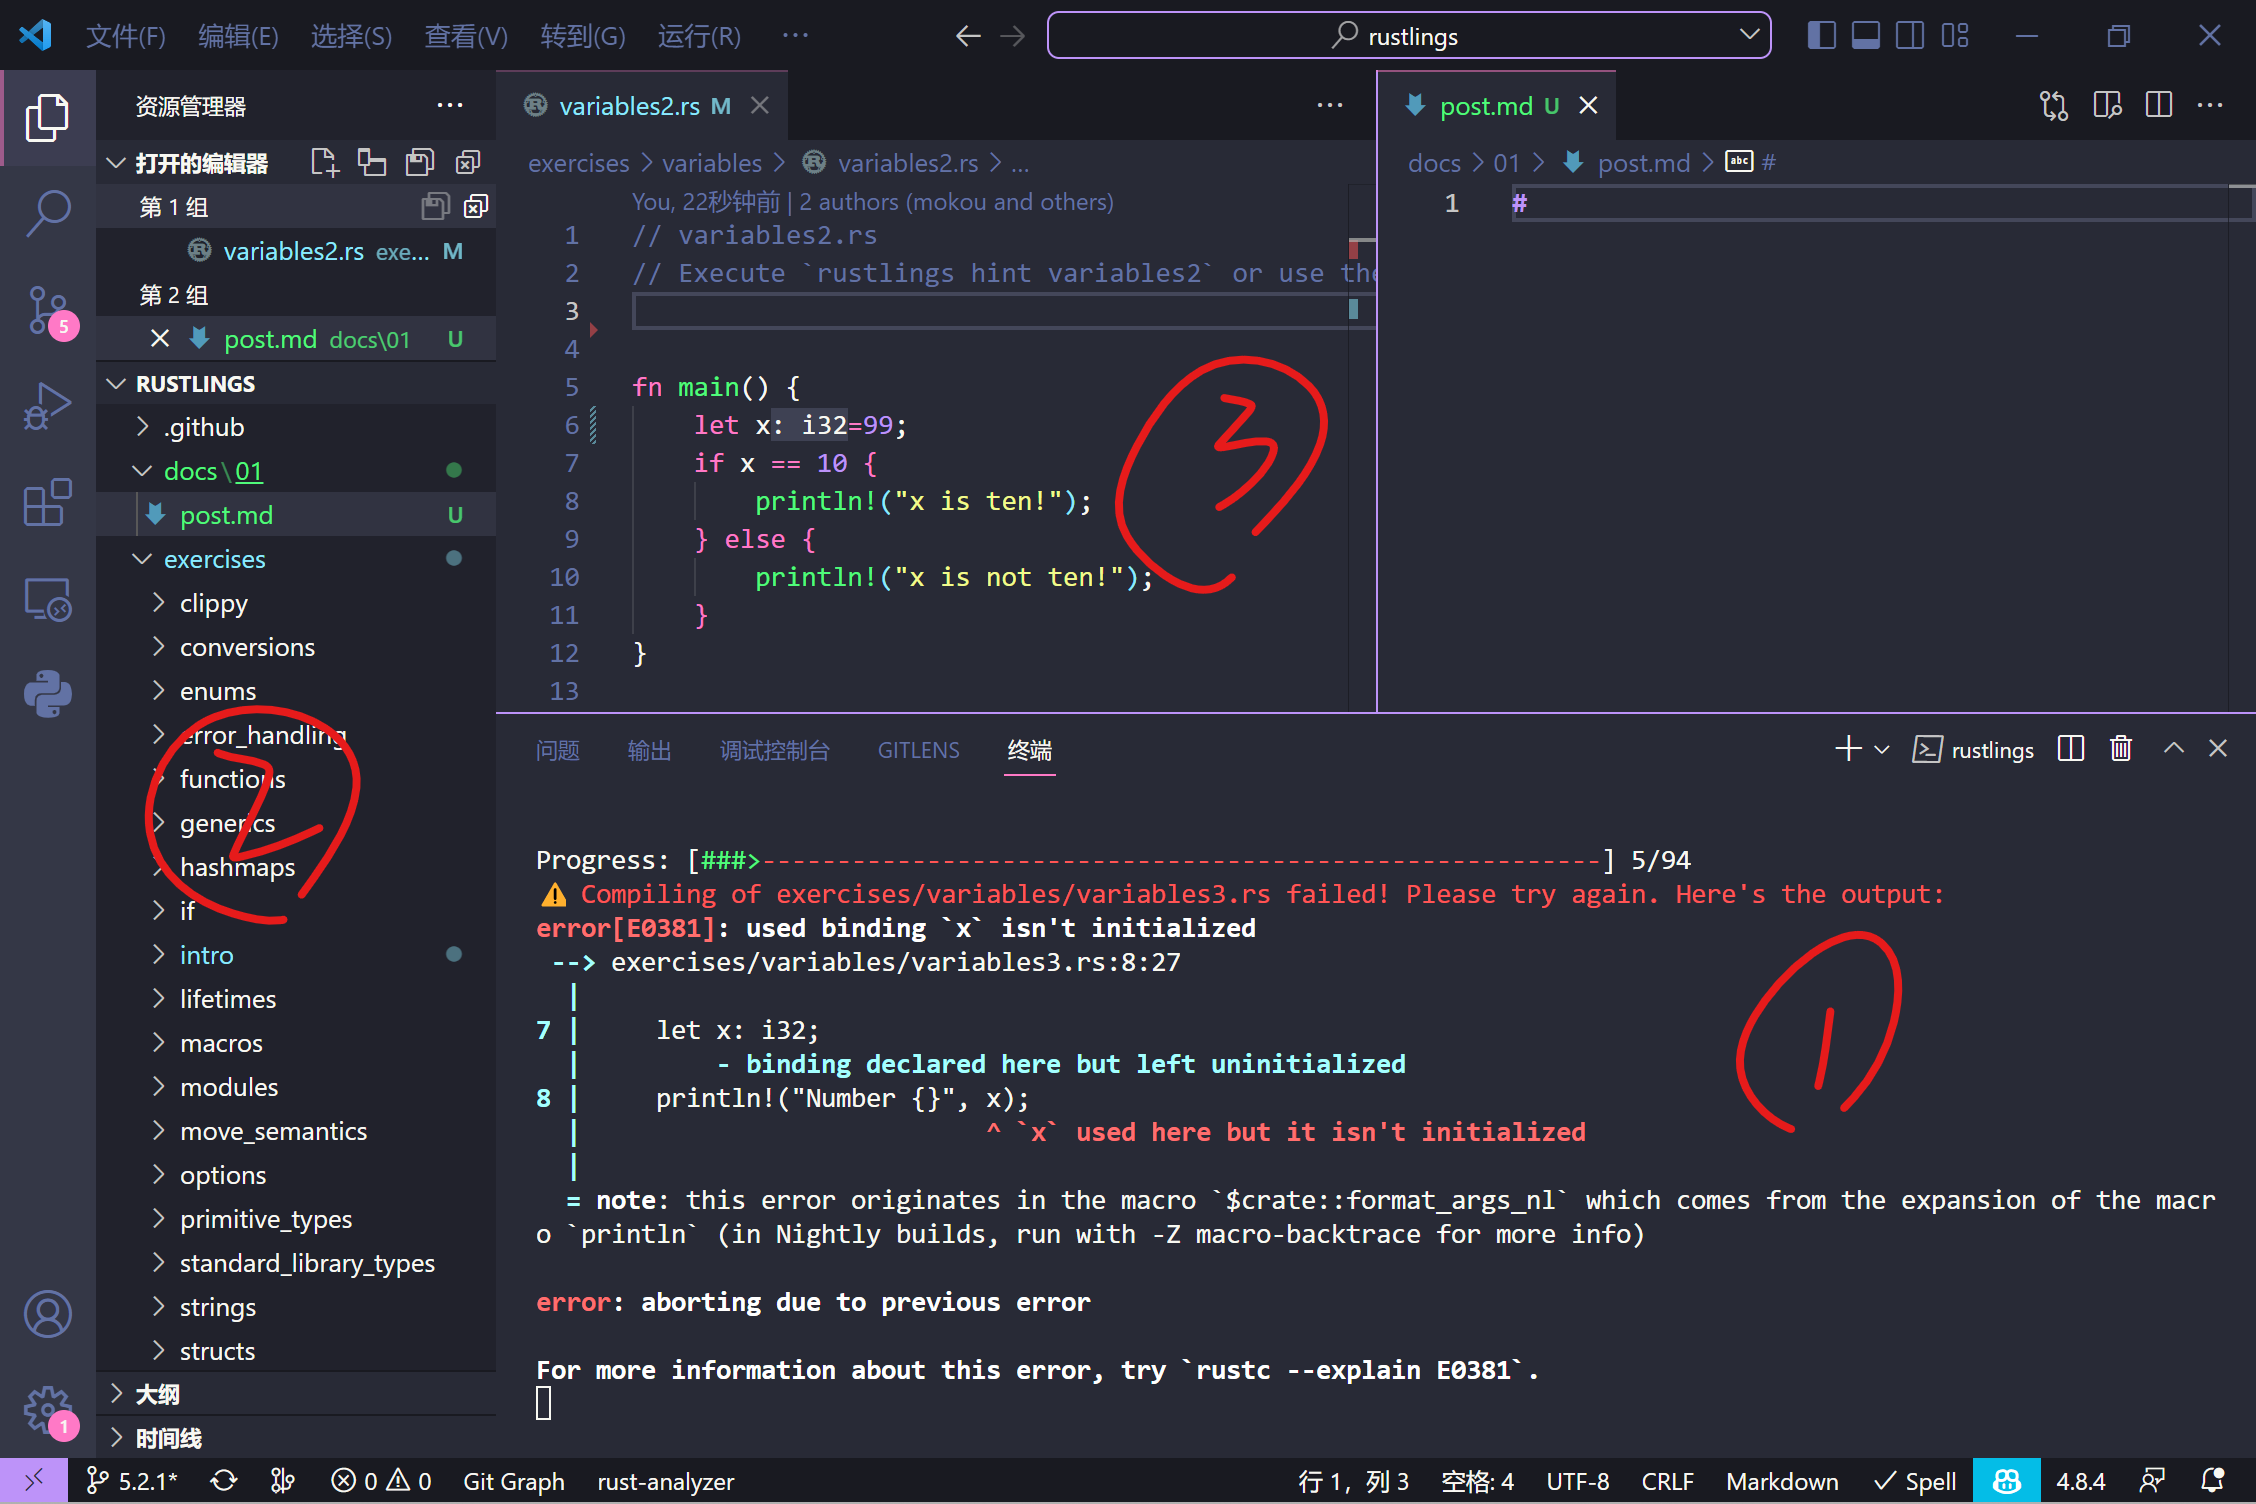 文件(F) 编辑(E) 选择(S) 查看(V) 转到(G) 运行(R) ··· rustlings
资源管理器 ···
打开的编辑器
第 1 组
variables2.rs exe... M
第 2 组
post.md docs\01 U
RUSTLINGS
.github
docs\01
post.md U
exercises
clippy
conversions
enums
error_handling
functions
generics
hashmaps
if
intro
lifetimes
macros
modules
move_semantics
options
primitive_types
standard_library_types
strings
structs
大纲
时间线
5
1
2
variables2.rs M
exercises > variables > variables2.rs > ...
You, 22秒钟前 | 2 authors (mokou and others)
1 // variables2.rs
2 // Execute `rustlings hint variables2` or use the
3
4
5 fn main() {
6 let x: i32=99;
7 if x == 10 {
8 println!("x is ten!");
9 } else {
10 println!("x is not ten!");
11 }
12 }
13
3
post.md U
docs > 01 > post.md > abc #
1 #
问题 输出 调试控制台 GITLENS 终端 rustlings
Progress: [###>--------------------------------------------------------] 5/94
⚠ Compiling of exercises/variables/variables3.rs failed! Please try again. Here's the output:
error[E0381]: used binding `x` isn't initialized
--> exercises/variables/variables3.rs:8:27
|
7 | let x: i32;
| - binding declared here but left uninitialized
8 | println!("Number {}", x);
| ^ `x` used here but it isn't initialized
|
= note: this error originates in the macro `$crate::format_args_nl` which comes from the expansion of the macr
o `println` (in Nightly builds, run with -Z macro-backtrace for more info)
error: aborting due to previous error
For more information about this error, try `rustc --explain E0381`.
1
5.2.1* 0 0 Git Graph rust-analyzer 行 1，列 3 空格: 4 UTF-8 CRLF Markdown Spell 4.8.4